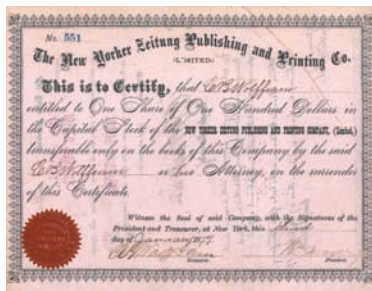 No. 551
The New Yorker Zeitung Publishing and Printing Co.
(LIMITED)
This is to Certify, that
entitled to One Share of One Hundred Dollars in
the Capital Stock of the NEW YORKER ZEITUNG PUBLISHING AND PRINTING COMPANY, (Limited,)
transferable only on the books of this Company by the said
or Attorney, on the surrender
of this Certificate.
Witness the Seal of said Company, with the Signatures of the
President and Treasurer, at New York, this
day of January
Treasurer.
President.